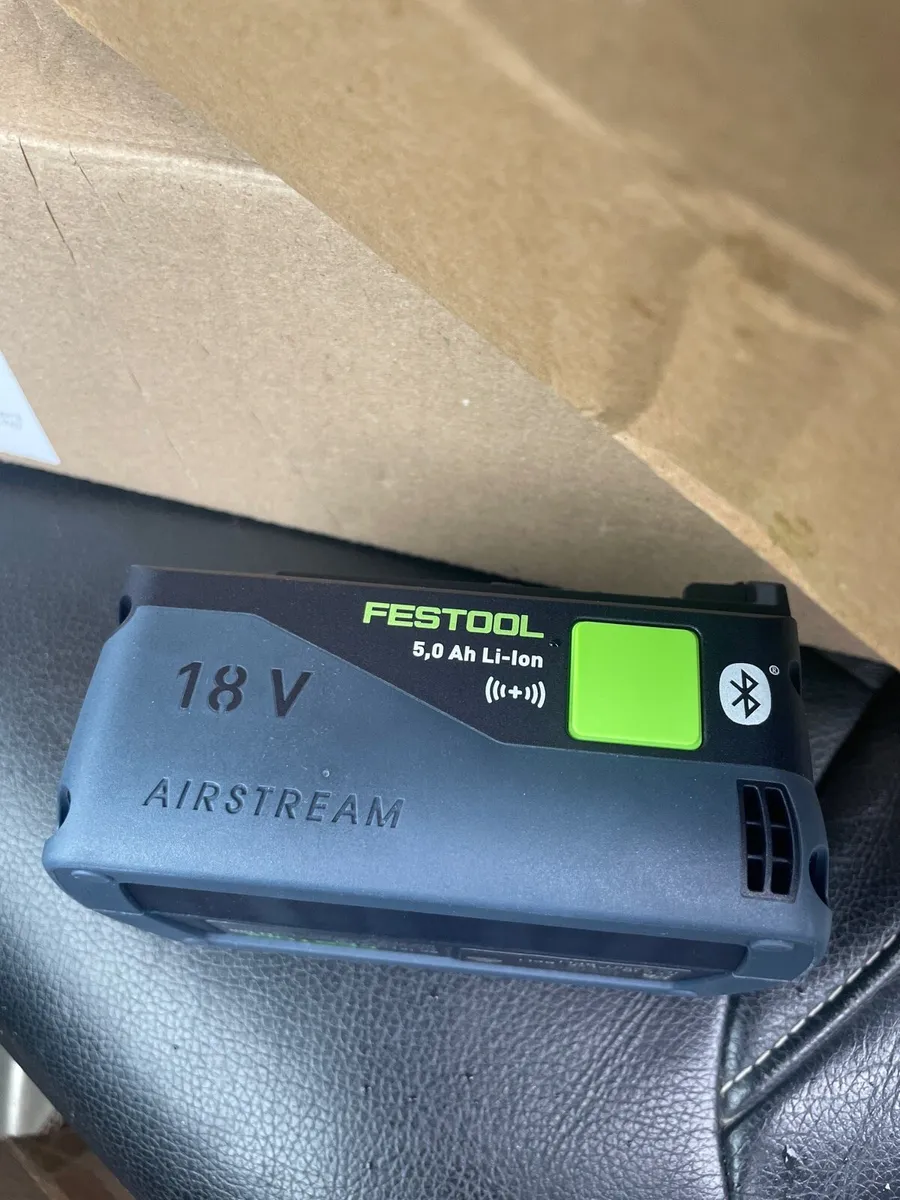 FESTOOL
5,0 Ah Li-Ion
18 V
®
AIRSTREAM